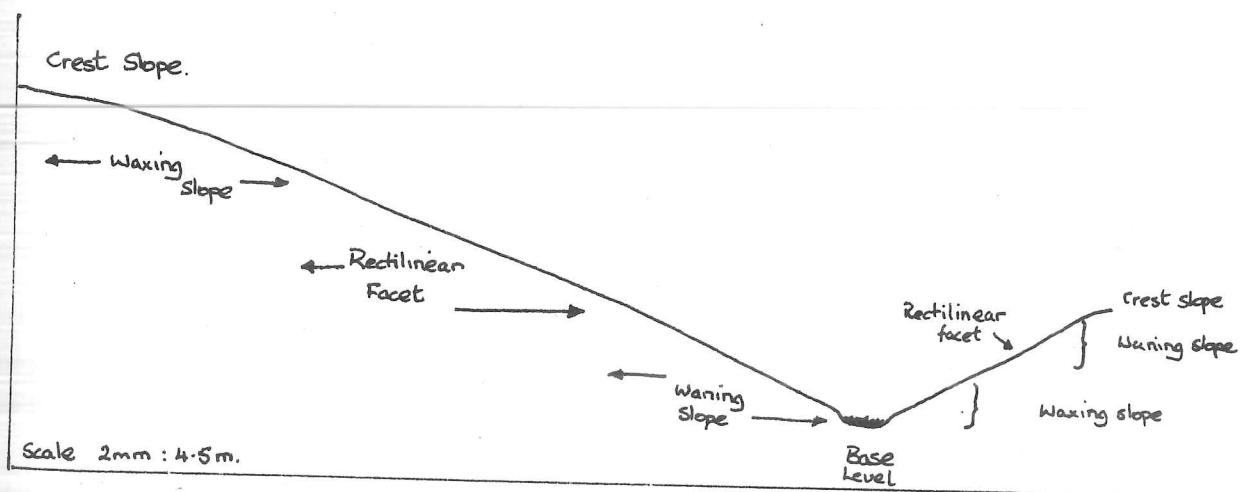 Crest Slope.
Waxing
Slope
Rectilinear
Facet
Waning
Slope
Base
Level
Rectilinear
facet
Crest slope
Waning slope
Waxing slope
Scale 2mm : 4.5m.